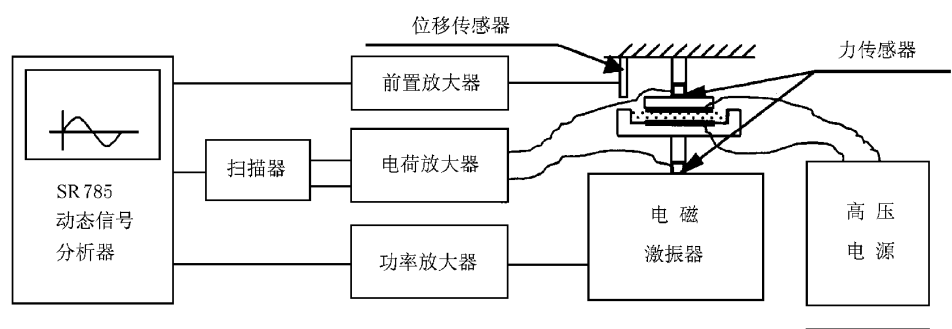 位移传感器
力传感器
前置放大器
扫描器
电荷放大器
SR785
动态信号
分析器
功率放大器
电磁
激振器
高压
电源